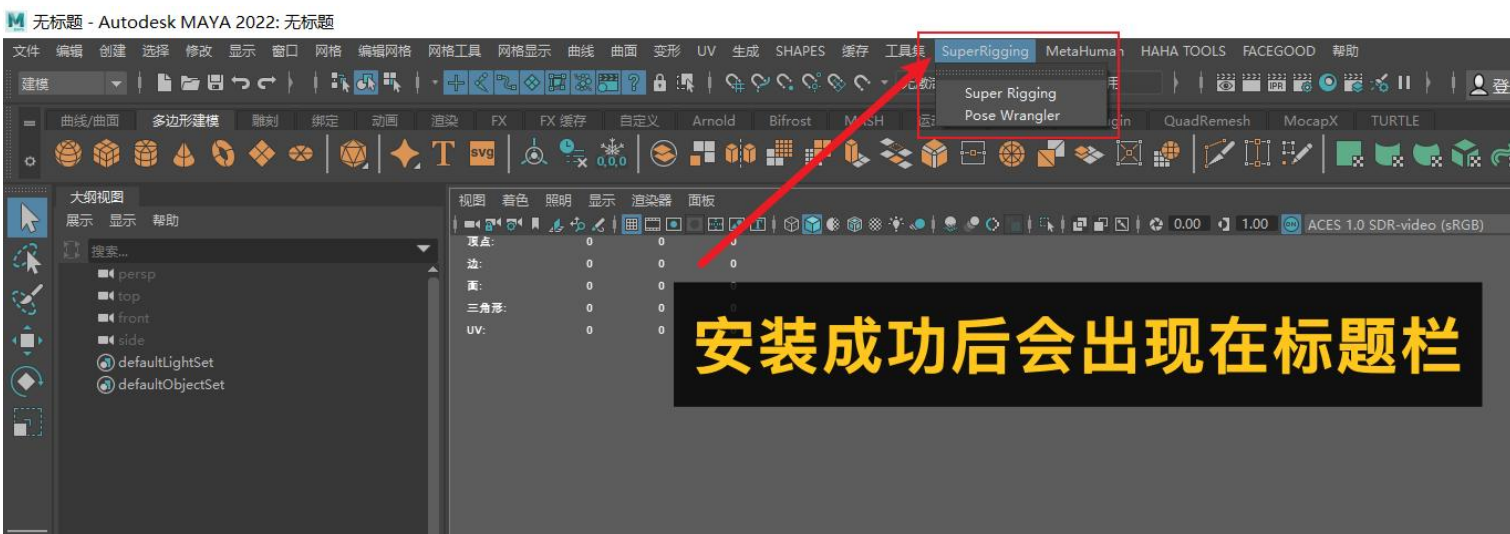 无标题 - Autodesk MAYA 2022: 无标题
文件 编辑 创建 选择 修改 显示 窗口 网格 编辑网格 网格工具 网格显示 曲线 曲面 变形 UV 生成 SHAPES 缓存 工具集 SuperRigging MetaHuman HAHA TOOLS FACEGOOD 帮助
建模 登
Super Rigging
Pose Wrangler
曲线/曲面 多边形建模 雕刻 绑定 动画 渲染 FX FX 缓存 自定义 Arnold Bifrost MASH QuadRemesh MocapX TURTLE
T svg 0,0,0 IPR
大纲视图
展示 显示 帮助
搜索...
persp
top
front
side
defaultLightSet
defaultObjectSet
视图 着色 照明 显示 渲染器 面板
0.00 1.00 ACES 1.0 SDR-video (sRGB)
顶点: 0 0 0
边: 0 0 0
面: 0 0
三角形: 0 0
UV: 0 0
安装成功后会出现在标题栏